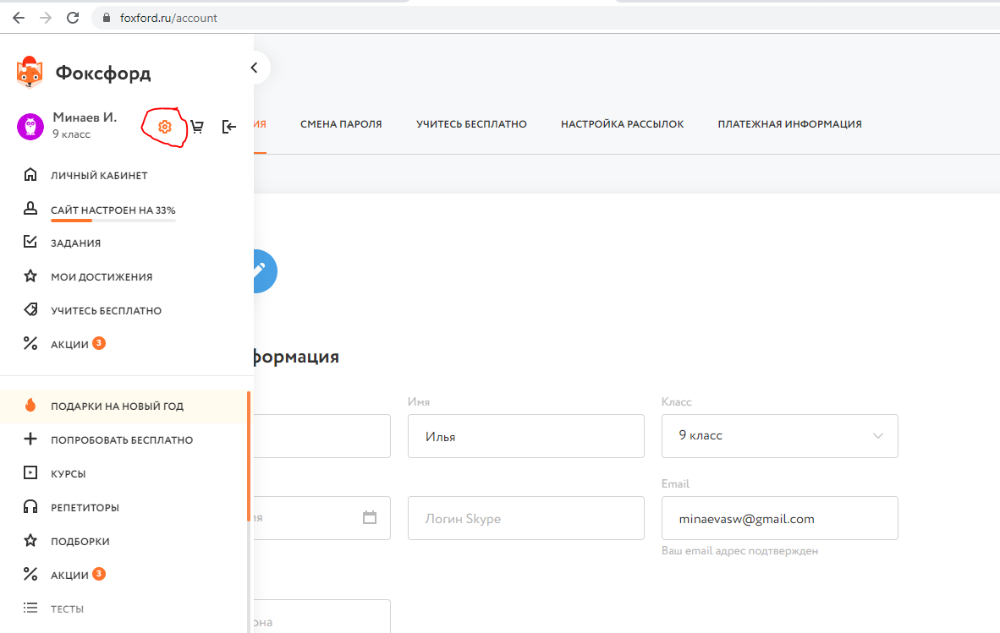 foxford.ru/account
Фоксфорд
Минаев И.
9 класс
ИЯ
СМЕНА ПАРОЛЯ
УЧИТЕСЬ БЕСПЛАТНО
НАСТРОЙКА РАССЫЛОК
ПЛАТЕЖНАЯ ИНФОРМАЦИЯ
ЛИЧНЫЙ КАБИНЕТ
САЙТ НАСТРОЕН НА 33%
ЗАДАНИЯ
МОИ ДОСТИЖЕНИЯ
УЧИТЕСЬ БЕСПЛАТНО
АКЦИИ 3
ПОДАРКИ НА НОВЫЙ ГОД
ПОПРОБОВАТЬ БЕСПЛАТНО
КУРСЫ
РЕПЕТИТОРЫ
ПОДБОРКИ
АКЦИИ 3
ТЕСТЫ
формация
Имя
Илья
Класс
9 класс
ия
Логин Skype
Email
minaevasw@gmail.com
Ваш email адрес подтвержден
она